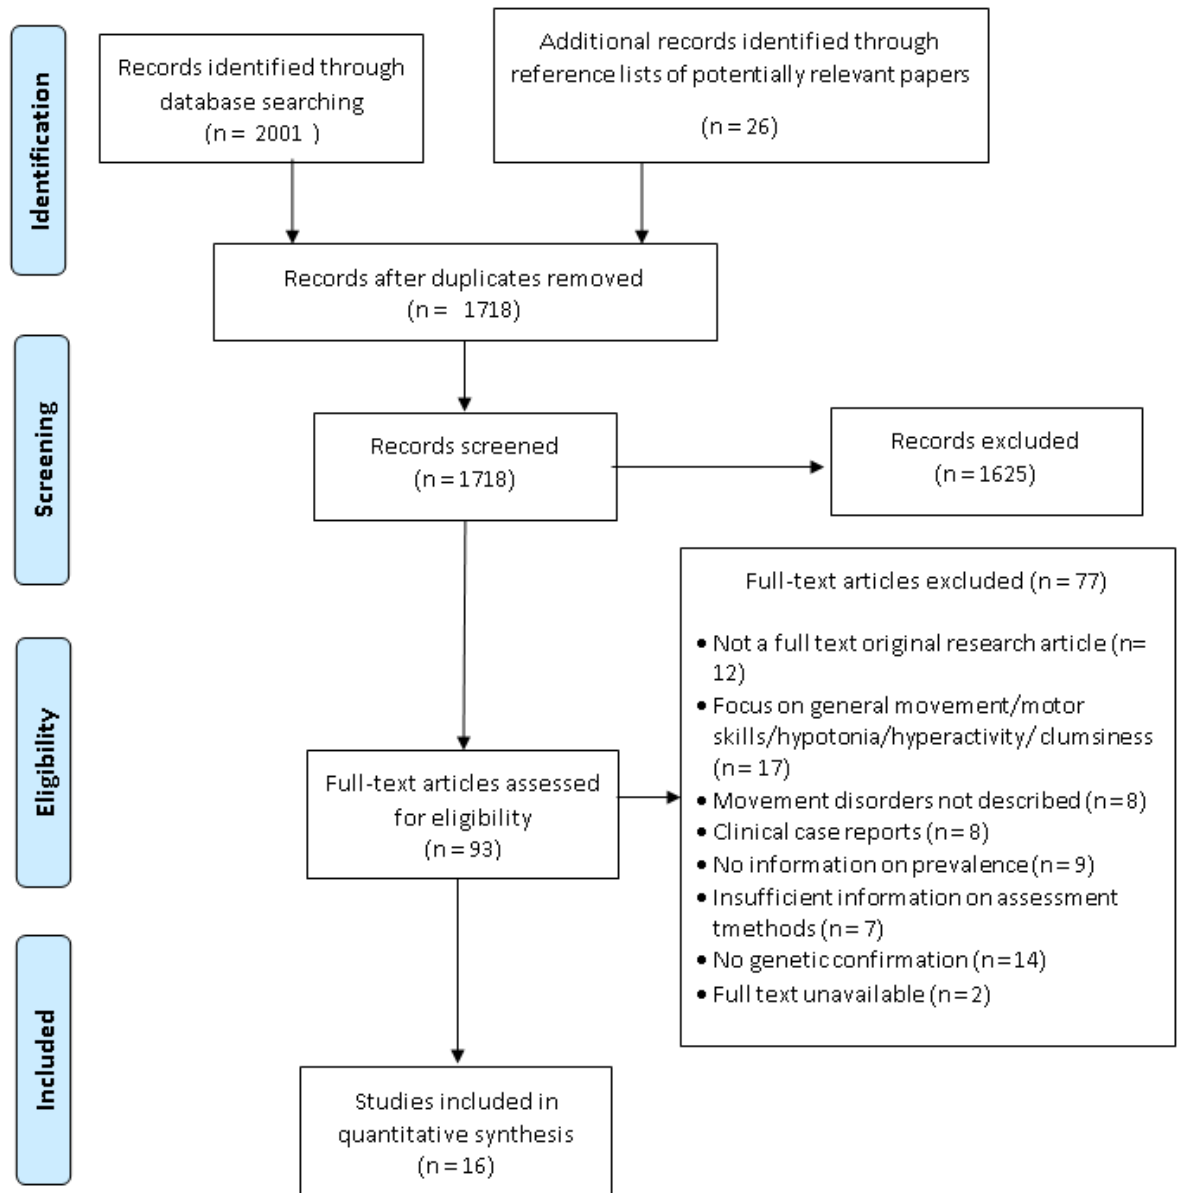 Identification
Records identified through
database searching
(n = 2001 )
Additional records identified through
reference lists of potentially relevant papers
(n = 26)
Records after duplicates removed
(n = 1718)
Screening
Records screened
(n = 1718)
Records excluded
(n = 1625)
Eligibility
Full-text articles assessed
for eligibility
(n = 93)
Full-text articles excluded (n = 77)
• Not a full text original research article (n=
12)
• Focus on general movement/motor
skills/hypotonia/hyperactivity/ clumsiness
(n = 17)
• Movement disorders not described (n = 8)
• Clinical case reports (n = 8)
• No information on prevalence (n = 9)
• Insufficient information on assessment
tmethods (n = 7)
• No genetic confirmation (n = 14)
• Full text unavailable (n = 2)
Included
Studies included in
quantitative synthesis
(n = 16)